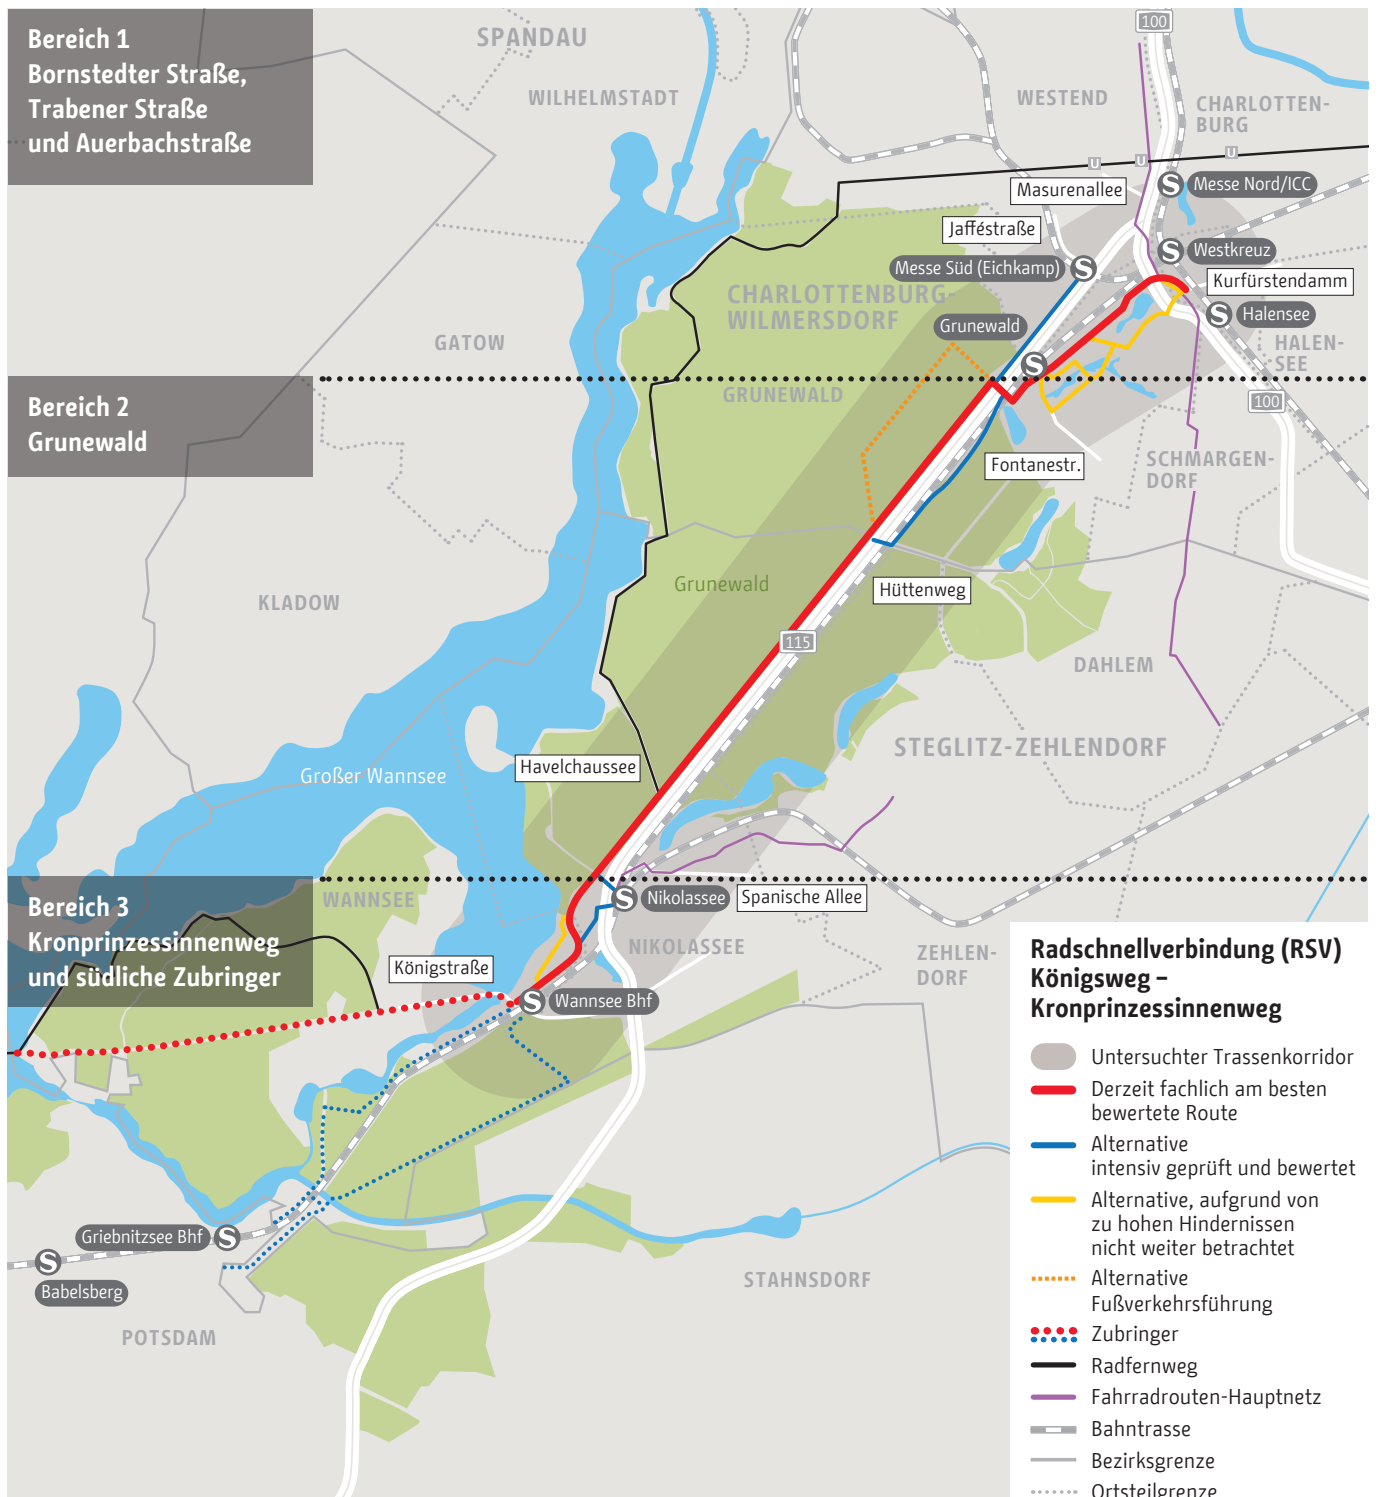 Bereich 1
Bornstedter Straße,
Trabener Straße
und Auerbachstraße
SPANDAU
WILHELMSTADT
WESTEND
100
CHARLOTTEN-
BURG
U
U
U
Masurenallee
S Messe Nord/ICC
Jafféstraße
S Westkreuz
Messe Süd (Eichkamp) S
Kurfürstendamm
CHARLOTTENBURG-
WILMERSDORF
Grunewald
S
S Halensee
GATOW
HALEN-
SEE
Bereich 2
Grunewald
GRUNEWALD
100
Fontanestr.
SCHMARGEN-
DORF
Grunewald
Hüttenweg
KLADOW
115
DAHLEM
STEGLITZ-ZEHLENDORF
Havelchaussee
Großer Wannsee
Bereich 3
Kronprinzessinnenweg
und südliche Zubringer
WANNSEE
S Nikolassee
Spanische Allee
NIKOLASSEE
ZEHLEN-
DORF
Königstraße
S Wannsee Bhf
Griebnitzsee Bhf S
S
Babelsberg
STAHNSDORF
POTSDAM
Radschnellverbindung (RSV)
Königsweg –
Kronprinzessinnenweg
Untersuchter Trassenkorridor
Derzeit fachlich am besten
bewertete Route
Alternative
intensiv geprüft und bewertet
Alternative, aufgrund von
zu hohen Hindernissen
nicht weiter betrachtet
Alternative
Fußverkehrsführung
Zubringer
Radfernweg
Fahrradrouten-Hauptnetz
Bahntrasse
Bezirksgrenze
Ortsteilgrenze